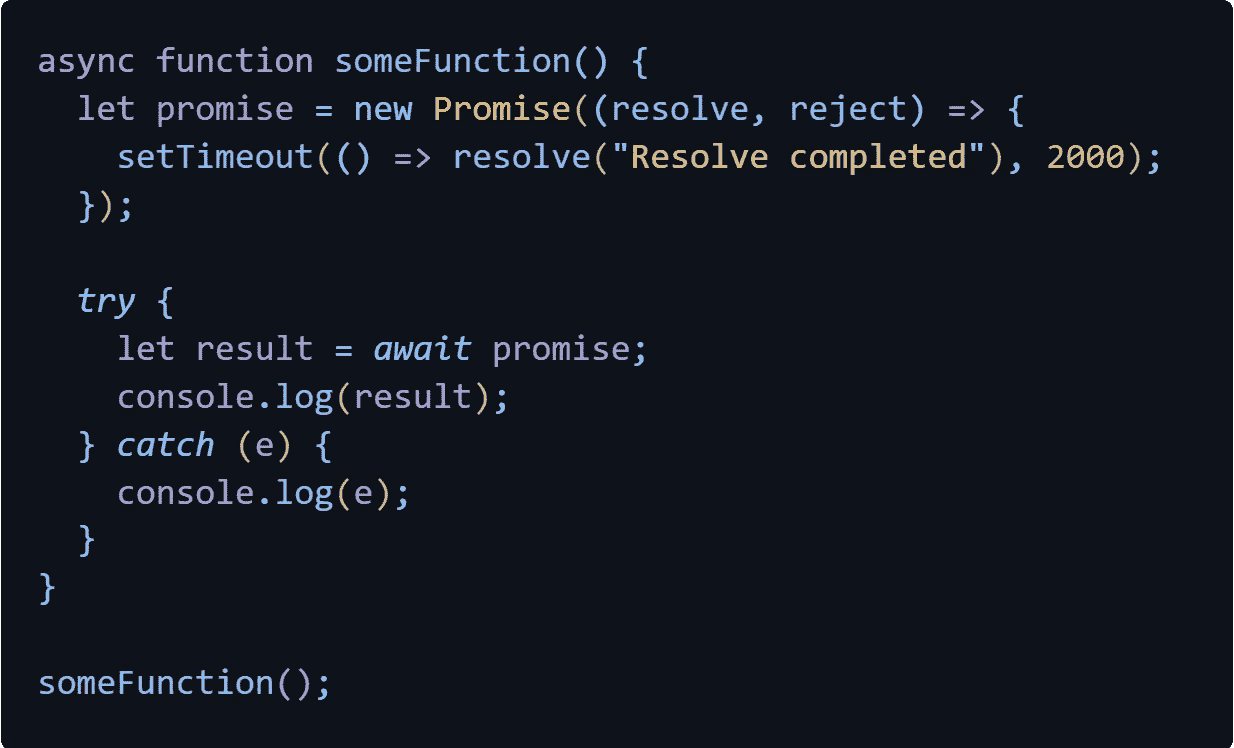 async function someFunction() {
  let promise = new Promise((resolve, reject) => {
    setTimeout(() => resolve("Resolve completed"), 2000);
  });

  try {
    let result = await promise;
    console.log(result);
  } catch (e) {
    console.log(e);
  }
}

someFunction();